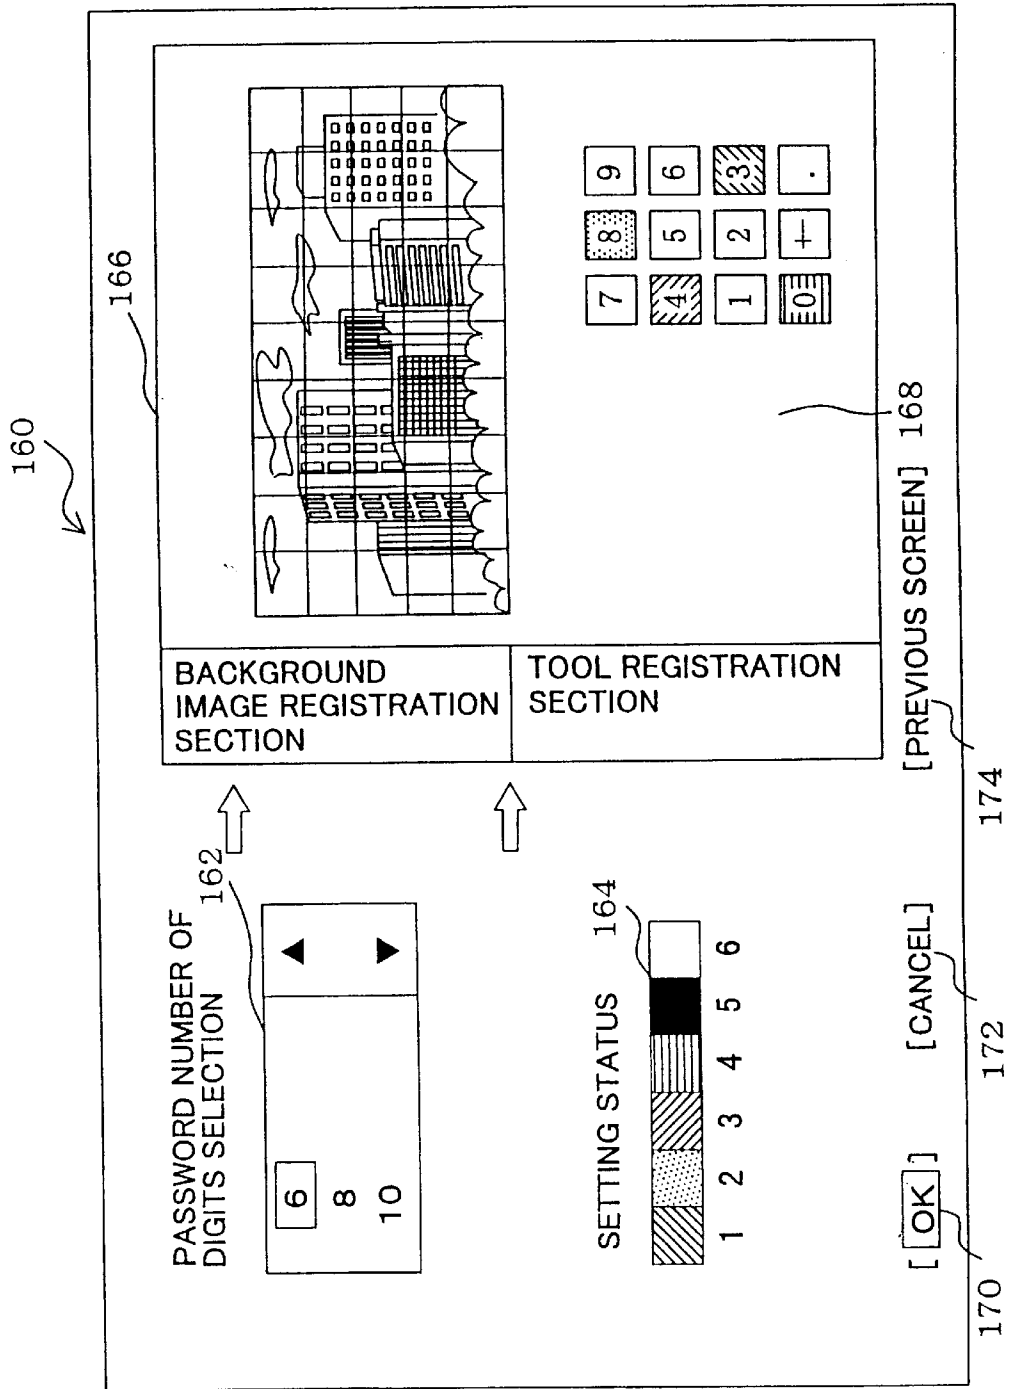 160
166
PASSWORD NUMBER OF
DIGITS SELECTION
162
6
8
10
▲
▼
BACKGROUND
IMAGE REGISTRATION
SECTION
TOOL REGISTRATION
SECTION
SETTING STATUS
164
1 2 3 4 5 6
7 8 9
4 5 6
1 2 3
0 + .
168
[ OK ] [CANCEL] [PREVIOUS SCREEN]
170
172
174